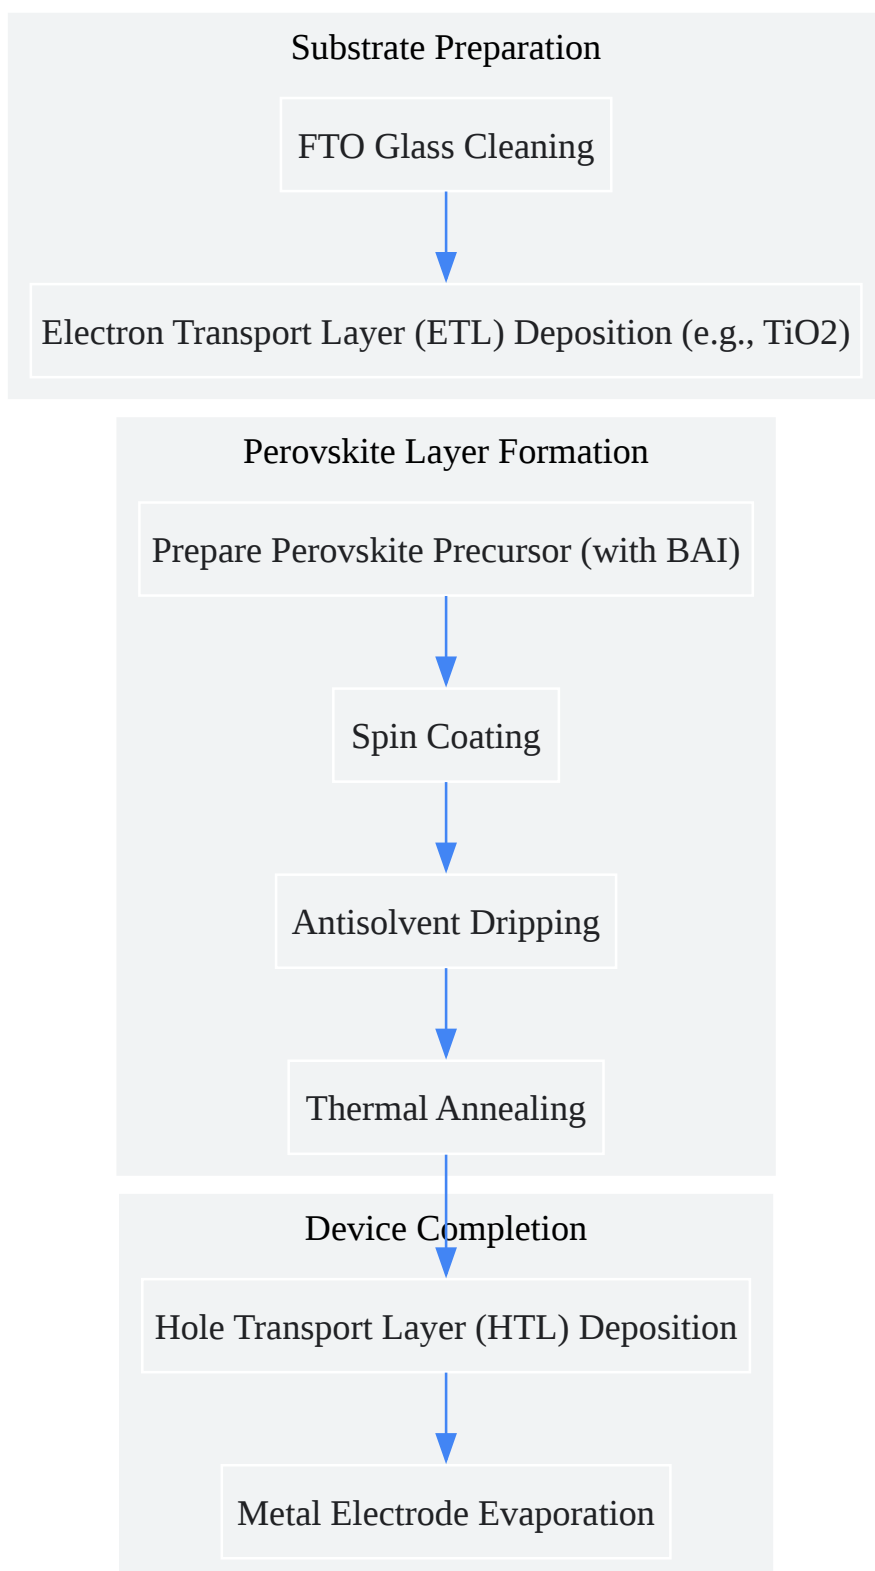 Substrate Preparation
FTO Glass Cleaning
Electron Transport Layer (ETL) Deposition (e.g., TiO2)
Perovskite Layer Formation
Prepare Perovskite Precursor (with BAI)
Spin Coating
Antisolvent Dripping
Thermal Annealing
Device Completion
Hole Transport Layer (HTL) Deposition
Metal Electrode Evaporation